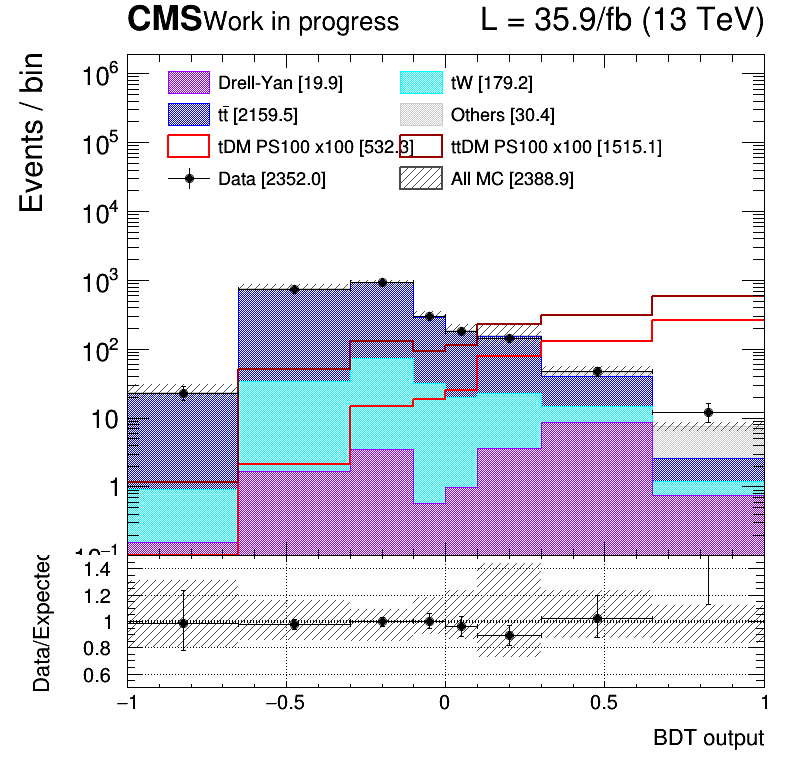 CMS Work in progress L = 35.9/fb (13 TeV)
Events / bin
Drell-Yan [19.9] tW [179.2]
tt̄ [2159.5] Others [30.4]
tDM PS100 x100 [532.3] ttDM PS100 x100 [1515.1]
Data [2352.0] All MC [2388.9]
10⁶
10⁵
10⁴
10³
10²
10
1
10⁻¹
Data/Expected
1.4
1.2
1
0.8
0.6
−1 −0.5 0 0.5 1
BDT output